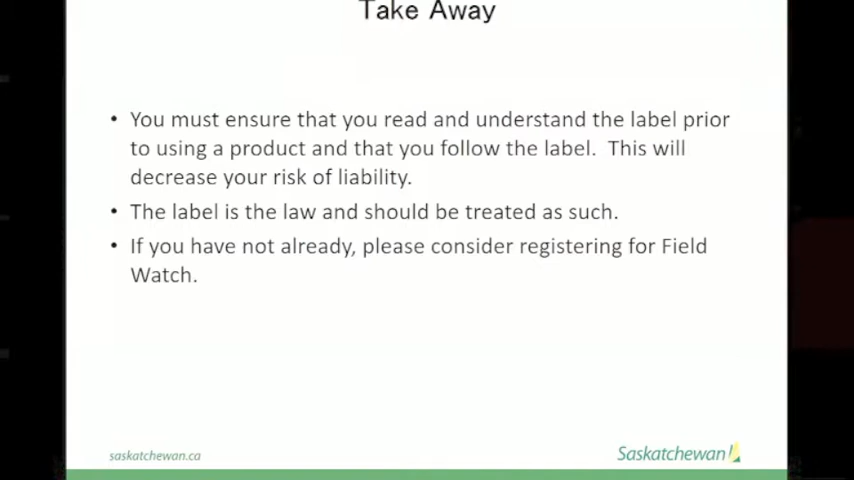 Take Away
• You must ensure that you read and understand the label prior
to using a product and that you follow the label.  This will
decrease your risk of liability.
• The label is the law and should be treated as such.
• If you have not already, please consider registering for Field
Watch.
saskatchewan.ca
Saskatchewan